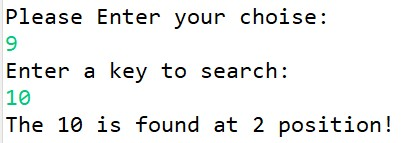 Please Enter your choise:
9
Enter a key to search:
10
The 10 is found at 2 position!